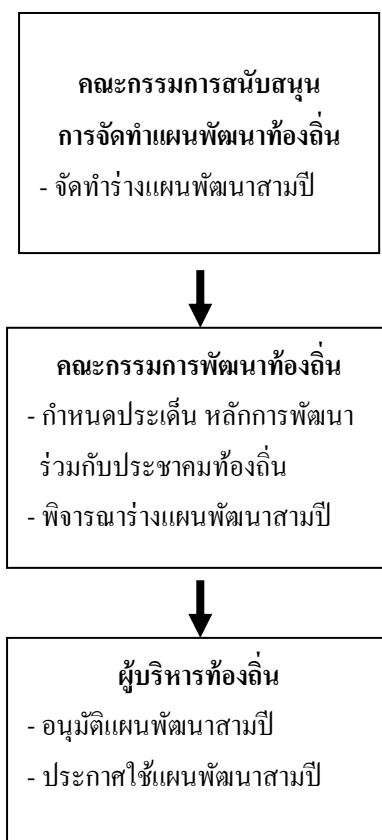 คณะกรรมการสนับสนุน
การจัดทำแผนพัฒนาท้องถิ่น
- จัดทำร่างแผนพัฒนาสามปี
คณะกรรมการพัฒนาท้องถิ่น
- กำหนดประเด็น หลักการพัฒนา
ร่วมกับประชาคมท้องถิ่น
- พิจารณาร่างแผนพัฒนาสามปี
ผู้บริหารท้องถิ่น
- อนุมัติแผนพัฒนาสามปี
- ประกาศใช้แผนพัฒนาสามปี